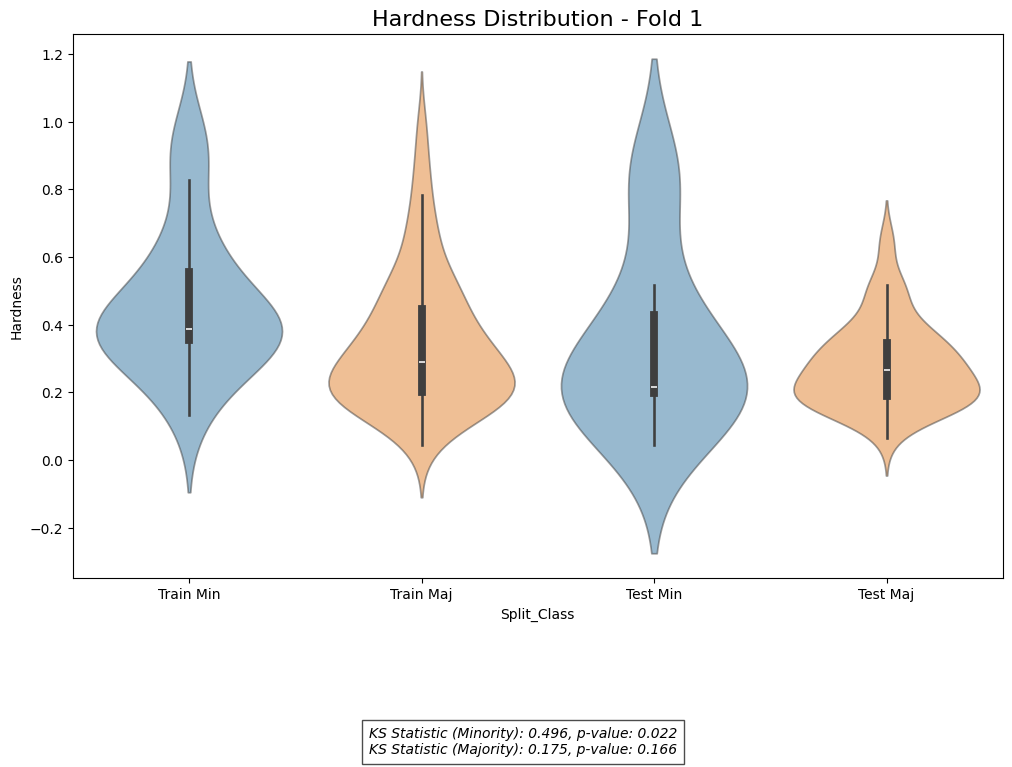 Hardness Distribution - Fold 1
1.2
1.0
0.8
0.6
0.4
0.2
0.0
−0.2
Hardness
Train Min
Train Maj
Test Min
Test Maj
Split_Class
KS Statistic (Minority): 0.496, p-value: 0.022
KS Statistic (Majority): 0.175, p-value: 0.166